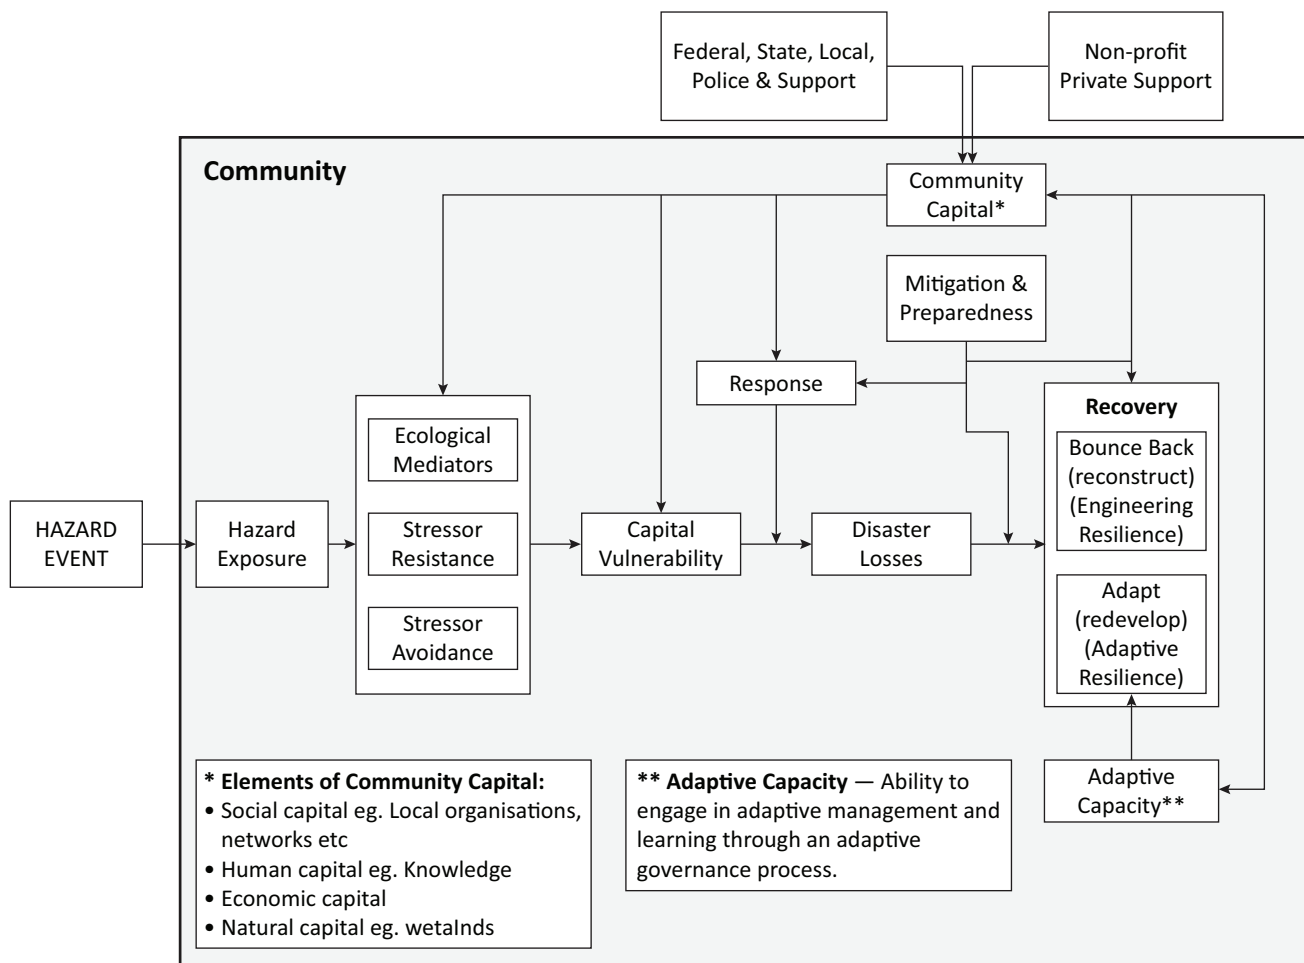 Federal, State, Local,
Police & Support
Non-profit
Private Support
Community
Community
Capital*
Mitigation &
Preparedness
Response
Recovery
Bounce Back
(reconstruct)
(Engineering
Resilience)
Adapt
(redevelop)
(Adaptive
Resilience)
Ecological
Mediators
Stressor
Resistance
Stressor
Avoidance
HAZARD
EVENT
Hazard
Exposure
Capital
Vulnerability
Disaster
Losses
Adaptive
Capacity**
* Elements of Community Capital:
• Social capital eg. Local organisations,
networks etc
• Human capital eg. Knowledge
• Economic capital
• Natural capital eg. wetalnds
** Adaptive Capacity — Ability to
engage in adaptive management and
learning through an adaptive
governance process.